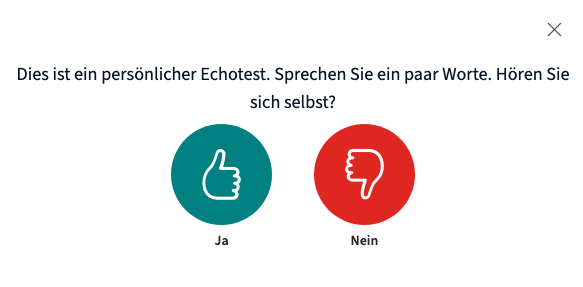 Dies ist ein persönlicher Echotest. Sprechen Sie ein paar Worte. Hören Sie
sich selbst?
Ja
Nein